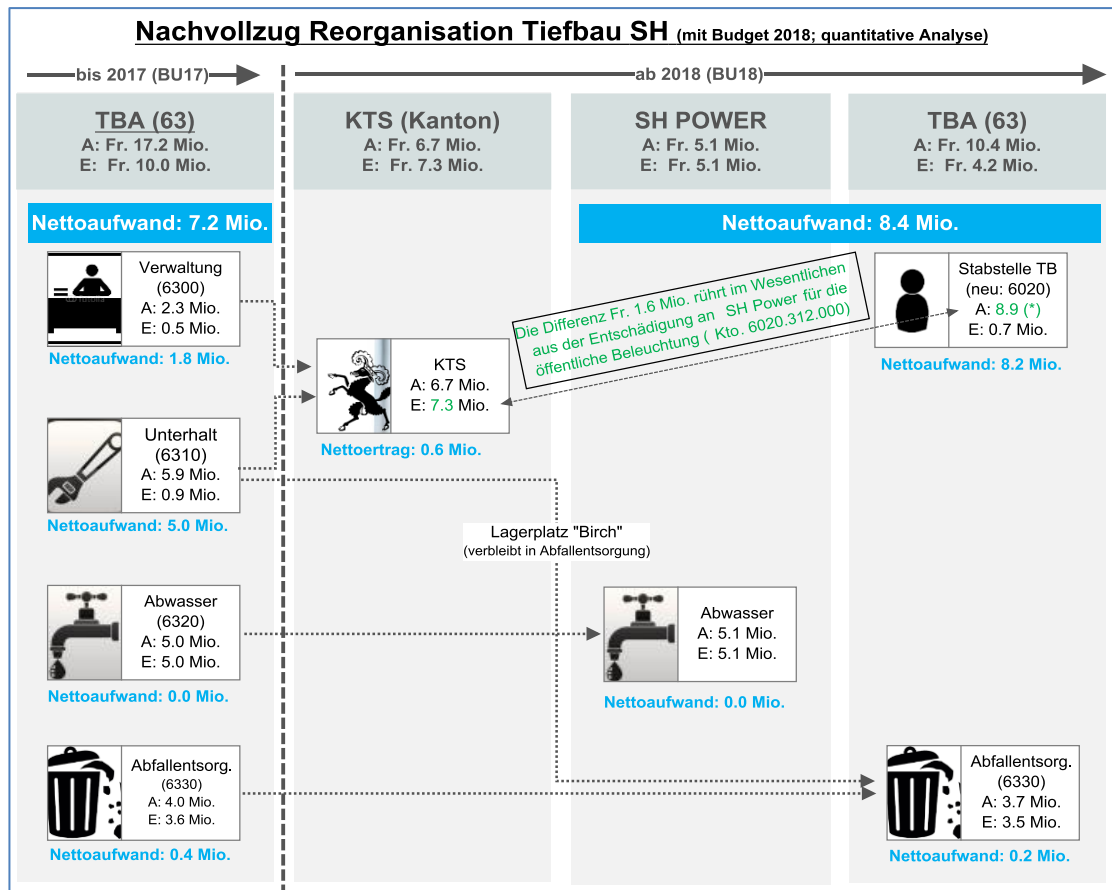 Nachvollzug Reorganisation Tiefbau SH (mit Budget 2018; quantitative Analyse)
bis 2017 (BU17)
ab 2018 (BU18)
TBA (63)
A: Fr. 17.2 Mio.
E: Fr. 10.0 Mio.
KTS (Kanton)
A: Fr. 6.7 Mio.
E: Fr. 7.3 Mio.
SH POWER
A: Fr. 5.1 Mio.
E: Fr. 5.1 Mio.
TBA (63)
A: Fr. 10.4 Mio.
E: Fr. 4.2 Mio.
Nettoaufwand: 7.2 Mio.
Nettoaufwand: 8.4 Mio.
Verwaltung
(6300)
A: 2.3 Mio.
E: 0.5 Mio.
Nettoaufwand: 1.8 Mio.
Die Differenz Fr. 1.6 Mio. rührt im Wesentlichen
aus der Entschädigung an SH Power für die
öffentliche Beleuchtung ( Kto. 6020.312.000)
Stabstelle TB
(neu: 6020)
A: 8.9 (*)
E: 0.7 Mio.
Nettoaufwand: 8.2 Mio.
KTS
A: 6.7 Mio.
E: 7.3 Mio.
Nettoertrag: 0.6 Mio.
Unterhalt
(6310)
A: 5.9 Mio.
E: 0.9 Mio.
Nettoaufwand: 5.0 Mio.
Lagerplatz "Birch"
(verbleibt in Abfallentsorgung)
Abwasser
(6320)
A: 5.0 Mio.
E: 5.0 Mio.
Nettoaufwand: 0.0 Mio.
Abwasser
A: 5.1 Mio.
E: 5.1 Mio.
Nettoaufwand: 0.0 Mio.
Abfallentsorg.
(6330)
A: 4.0 Mio.
E: 3.6 Mio.
Nettoaufwand: 0.4 Mio.
Abfallentsorg.
(6330)
A: 3.7 Mio.
E: 3.5 Mio.
Nettoaufwand: 0.2 Mio.